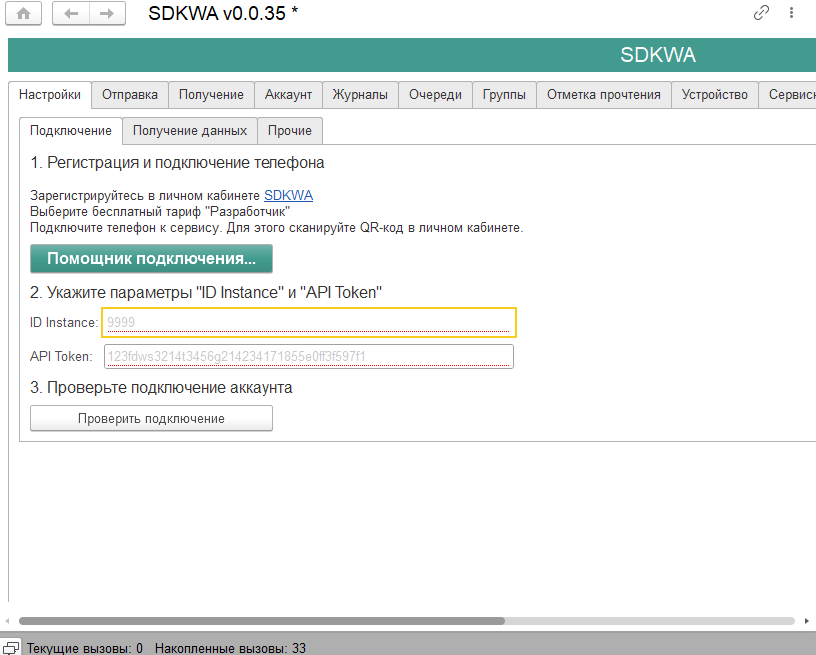 SDKWA v0.0.35 *
SDKWA
Настройки Отправка Получение Аккаунт Журналы Очереди Группы Отметка прочтения Устройство Сервисн
Подключение Получение данных Прочие
1. Регистрация и подключение телефона
Зарегистрируйтесь в личном кабинете SDKWA
Выберите бесплатный тариф "Разработчик"
Подключите телефон к сервису. Для этого сканируйте QR-код в личном кабинете.
Помощник подключения...
2. Укажите параметры "ID Instance" и "API Token"
ID Instance: 9999
API Token: 123fdws3214t3456g214234171855e0ff3f597f1
3. Проверьте подключение аккаунта
Проверить подключение
Текущие вызовы: 0 Накопленные вызовы: 33